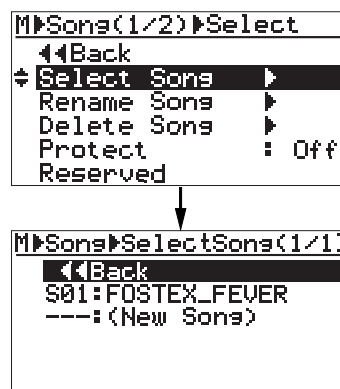 M▶Song(1/2)▶Select
◀◀Back
Select Song ▶
Rename Song ▶
Delete Song ▶
Protect : Off
Reserved
M▶Song▶SelectSong(1/1)
◀◀Back
S01:FOSTEX_FEVER
---:(New Song)